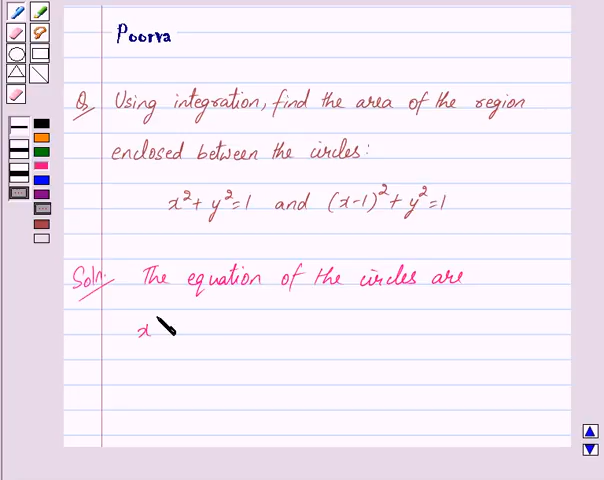 Poorva
Q Using integration, find the area of the region
enclosed between the circles:
x² + y² = 1 and (x-1)² + y² = 1
Soln: The equation of the circles are
x